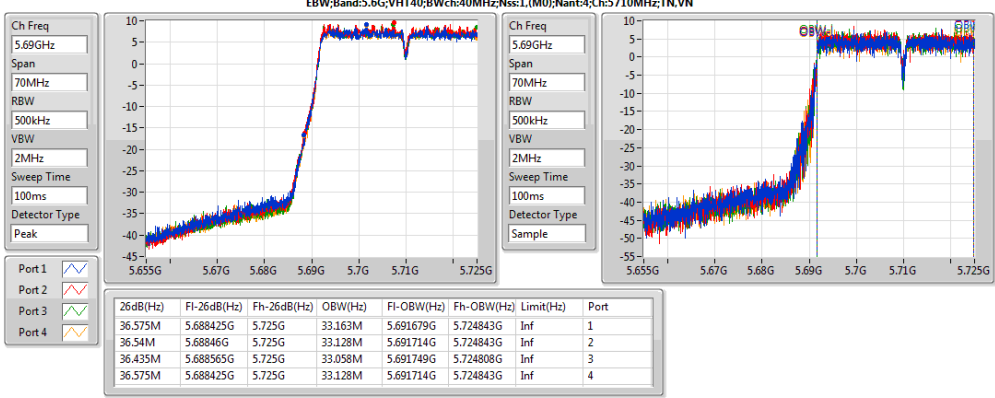 EBW;Band:5.6G;VHT40;BWch:40MHz;Nss:1,(M0);Nant:4;Ch:5710MHz;TN,VN
Ch Freq
5.69GHz
Span
70MHz
RBW
500kHz
VBW
2MHz
Sweep Time
100ms
Detector Type
Peak
10
5
0
-5
-10
-15
-20
-25
-30
-35
-40
-45
5.655G 5.67G 5.68G 5.69G 5.7G 5.71G 5.725G
Ch Freq
5.69GHz
Span
70MHz
RBW
500kHz
VBW
2MHz
Sweep Time
100ms
Detector Type
Sample
10
5
0
-5
-10
-15
-20
-25
-30
-35
-40
-45
-50
-55
5.655G 5.67G 5.68G 5.69G 5.7G 5.71G 5.725G
Port 1
Port 2
Port 3
Port 4
26dB(Hz) Fl-26dB(Hz) Fh-26dB(Hz) OBW(Hz) Fl-OBW(Hz) Fh-OBW(Hz) Limit(Hz) Port
36.575M 5.688425G 5.725G 33.163M 5.691679G 5.724843G Inf 1
36.54M 5.68846G 5.725G 33.128M 5.691714G 5.724843G Inf 2
36.435M 5.688565G 5.725G 33.058M 5.691749G 5.724808G Inf 3
36.575M 5.688425G 5.725G 33.128M 5.691714G 5.724843G Inf 4